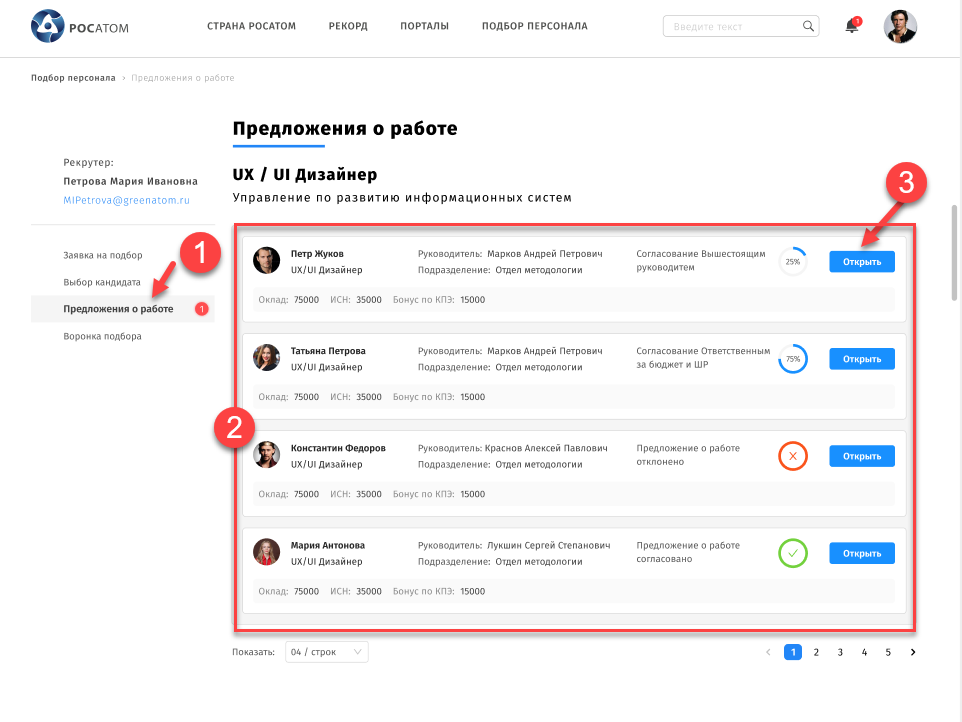 РОСАТОМ
СТРАНА РОСАТОМ РЕКОРД ПОРТАЛЫ ПОДБОР ПЕРСОНАЛА
Введите текст
1
Подбор персонала › Предложения о работе
Рекрутер:
Петрова Мария Ивановна
MIPetrova@greenatom.ru
Заявка на подбор
Выбор кандидата
Предложения о работе 1
Воронка подбора
1
Предложения о работе
UX / UI Дизайнер
Управление по развитию информационных систем
3
2
Петр Жуков
UX/UI Дизайнер
Руководитель: Марков Андрей Петрович
Подразделение: Отдел методологии
Согласование Вышестоящим
руководитем
25%
Открыть
Оклад: 75000 ИСН: 35000 Бонус по КПЭ: 15000
Татьяна Петрова
UX/UI Дизайнер
Руководитель: Марков Андрей Петрович
Подразделение: Отдел методологии
Согласование Ответственным
за бюджет и ШР
75%
Открыть
Оклад: 75000 ИСН: 35000 Бонус по КПЭ: 15000
Константин Федоров
UX/UI Дизайнер
Руководитель: Краснов Алексей Павлович
Подразделение: Отдел методологии
Предложение о работе
отклонено
Открыть
Оклад: 75000 ИСН: 35000 Бонус по КПЭ: 15000
Мария Антонова
UX/UI Дизайнер
Руководитель: Лукшин Сергей Степанович
Подразделение: Отдел методологии
Предложение о работе
согласовано
Открыть
Оклад: 75000 ИСН: 35000 Бонус по КПЭ: 15000
Показать: 04 / строк
1 2 3 4 5